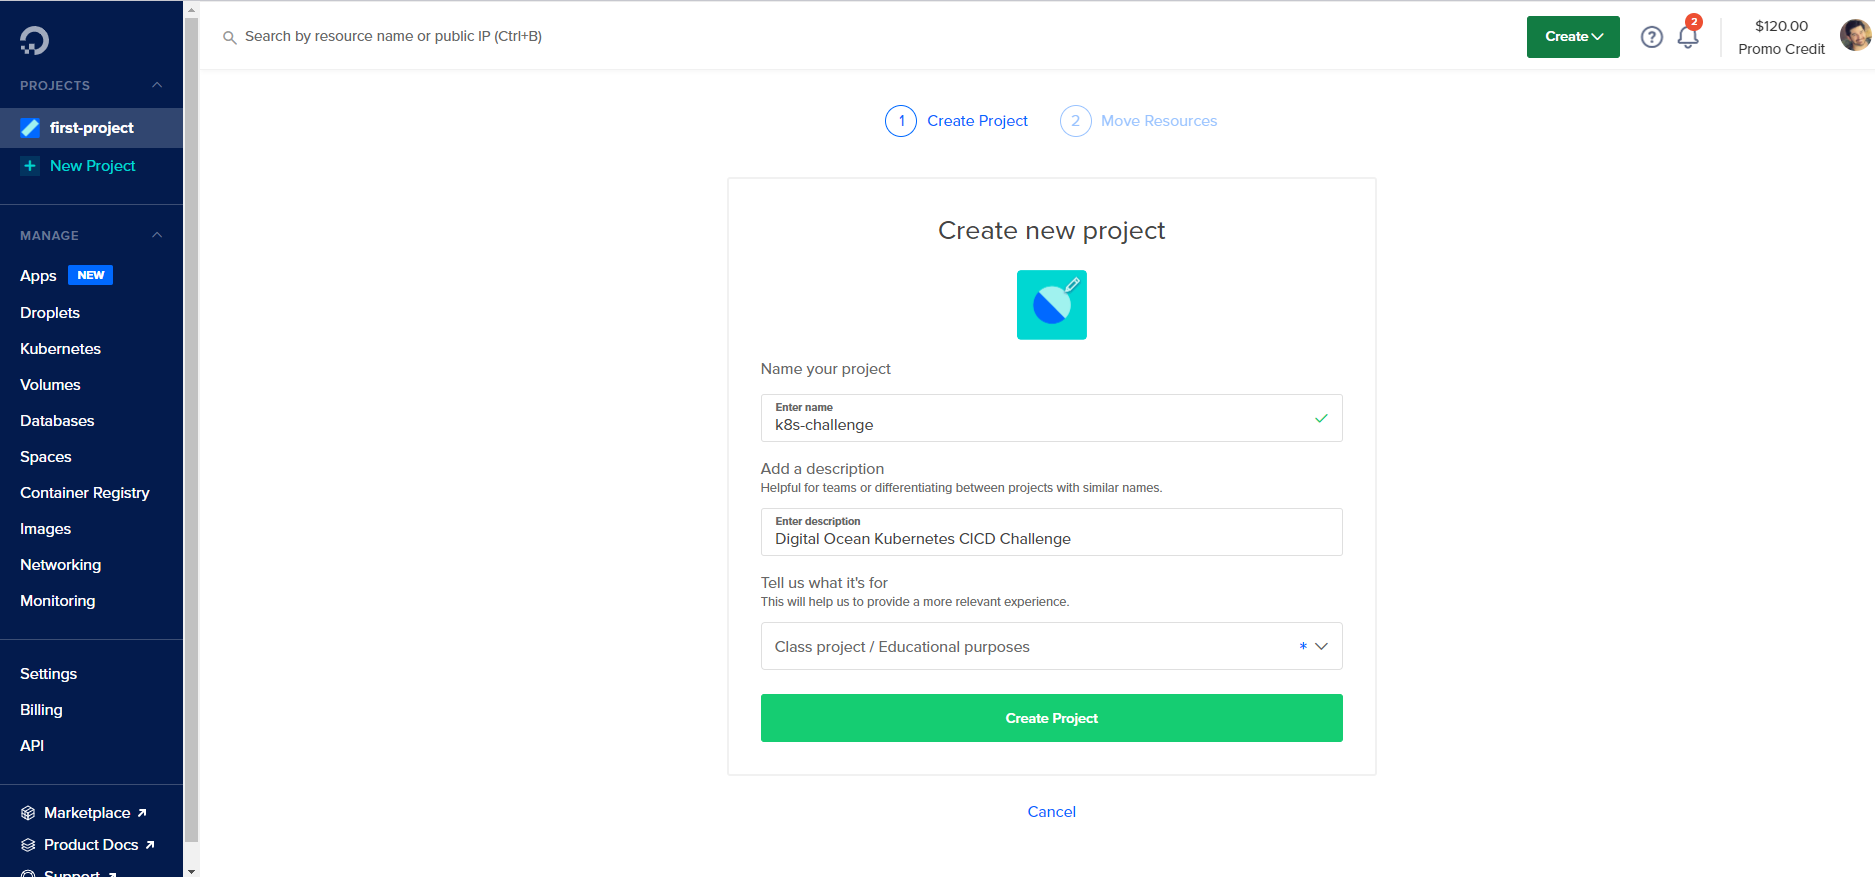 PROJECTS
first-project
+ New Project
MANAGE
Apps NEW
Droplets
Kubernetes
Volumes
Databases
Spaces
Container Registry
Images
Networking
Monitoring
Settings
Billing
API
Marketplace
Product Docs
Support
Search by resource name or public IP (Ctrl+B)
Create
?
2
$120.00
Promo Credit
1 Create Project
2 Move Resources
Create new project
Name your project
Enter name
k8s-challenge
Add a description
Helpful for teams or differentiating between projects with similar names.
Enter description
Digital Ocean Kubernetes CICD Challenge
Tell us what it's for
This will help us to provide a more relevant experience.
Class project / Educational purposes *
Create Project
Cancel